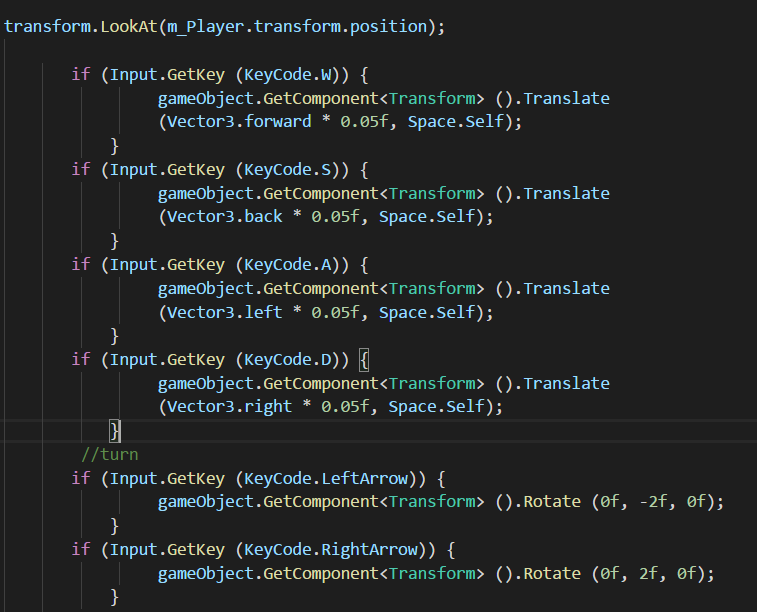 transform.LookAt(m_Player.transform.position);
if (Input.GetKey (KeyCode.W)) {
gameObject.GetComponent<Transform> ().Translate
(Vector3.forward * 0.05f, Space.Self);
}
if (Input.GetKey (KeyCode.S)) {
gameObject.GetComponent<Transform> ().Translate
(Vector3.back * 0.05f, Space.Self);
}
if (Input.GetKey (KeyCode.A)) {
gameObject.GetComponent<Transform> ().Translate
(Vector3.left * 0.05f, Space.Self);
}
if (Input.GetKey (KeyCode.D)) {
gameObject.GetComponent<Transform> ().Translate
(Vector3.right * 0.05f, Space.Self);
}
//turn
if (Input.GetKey (KeyCode.LeftArrow)) {
gameObject.GetComponent<Transform> ().Rotate (0f, -2f, 0f);
}
if (Input.GetKey (KeyCode.RightArrow)) {
gameObject.GetComponent<Transform> ().Rotate (0f, 2f, 0f);
}